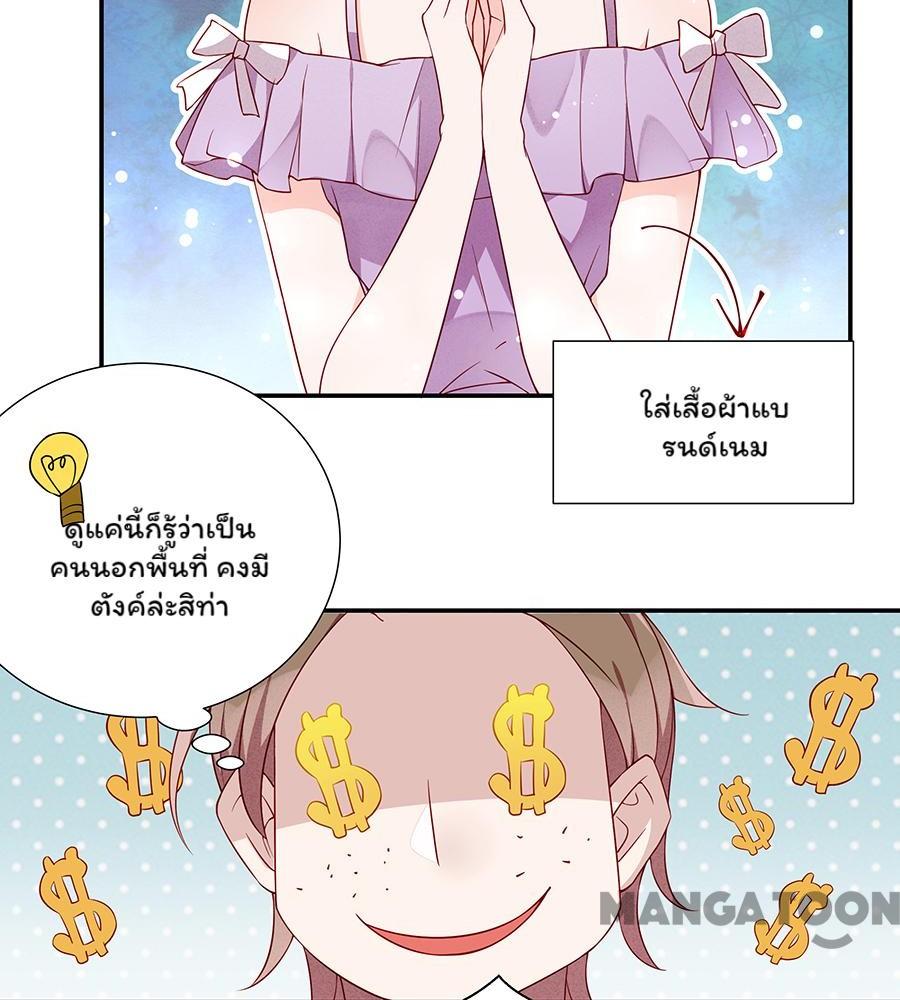 ใส่เสื้อผ้าแบ
รนด์เนม
ดูแค่นี้ก็รู้ว่าเป็น
คนนอกพื้นที่ คงมี
ตังค์ล่ะสิท่า
MANGATOON